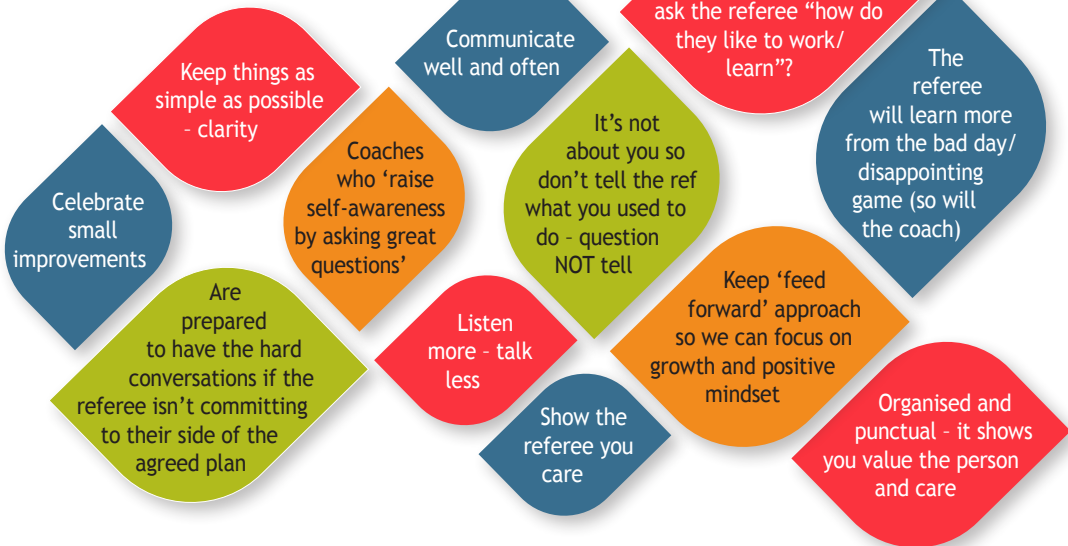 ask the referee “how do
they like to work/
learn”?
Communicate
well and often
The
referee
will learn more
from the bad day/
disappointing
game (so will
the coach)
Keep things as
simple as possible
– clarity
It’s not
about you so
don’t tell the ref
what you used to
do – question
NOT tell
Coaches
who ‘raise
self-awareness
by asking great
questions’
Celebrate
small
improvements
Keep ‘feed
forward’ approach
so we can focus on
growth and positive
mindset
Are
prepared
to have the hard
conversations if the
referee isn’t committing
to their side of the
agreed plan
Listen
more – talk
less
Show the
referee you
care
Organised and
punctual – it shows
you value the person
and care